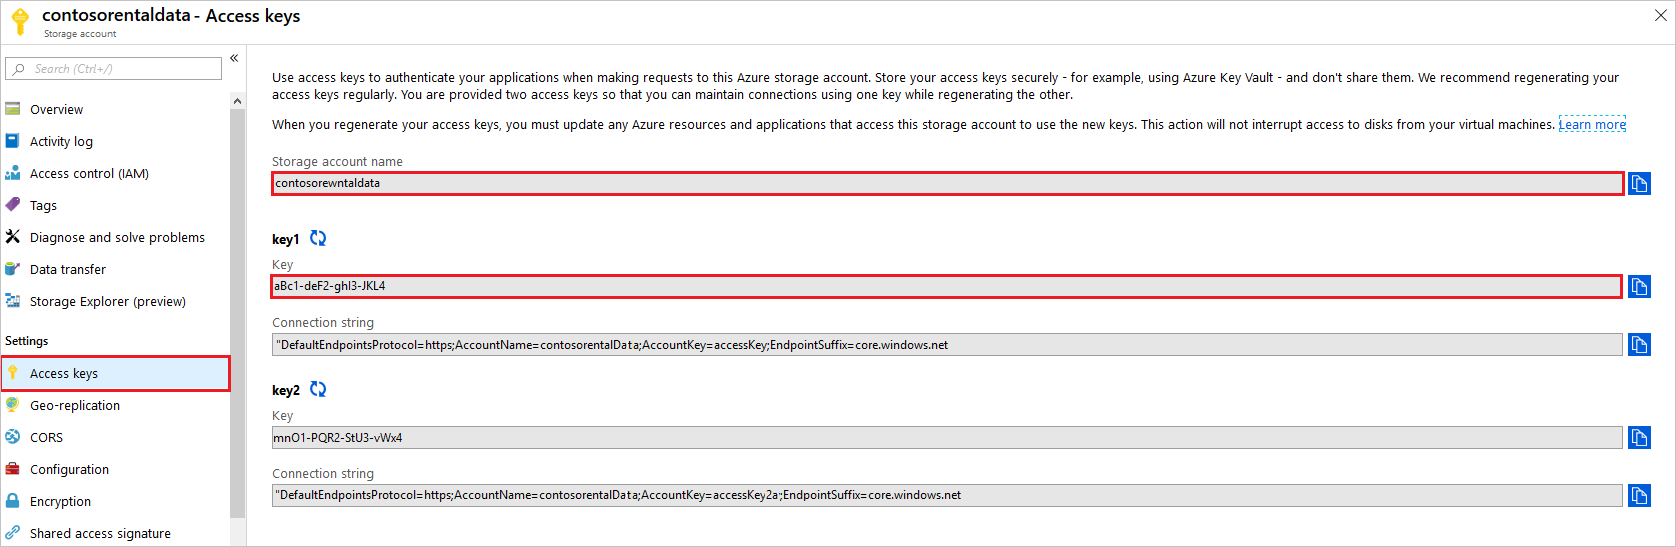 contosorentaldata - Access keys
Storage account
Search (Ctrl+/)
Overview
Activity log
Access control (IAM)
Tags
Diagnose and solve problems
Data transfer
Storage Explorer (preview)
Settings
Access keys
Geo-replication
CORS
Configuration
Encryption
Shared access signature
Use access keys to authenticate your applications when making requests to this Azure storage account. Store your access keys securely - for example, using Azure Key Vault - and don't share them. We recommend regenerating your
access keys regularly. You are provided two access keys so that you can maintain connections using one key while regenerating the other.
When you regenerate your access keys, you must update any Azure resources and applications that access this storage account to use the new keys. This action will not interrupt access to disks from your virtual machines. Learn more
Storage account name
contosorewntaldata
key1
Key
aBc1-deF2-ghI3-JKL4
Connection string
"DefaultEndpointsProtocol=https;AccountName=contosorentalData;AccountKey=accessKey;EndpointSuffix=core.windows.net
key2
Key
mnO1-PQR2-StU3-vWx4
Connection string
"DefaultEndpointsProtocol=https;AccountName=contosorentalData;AccountKey=accessKey2a;EndpointSuffix=core.windows.net